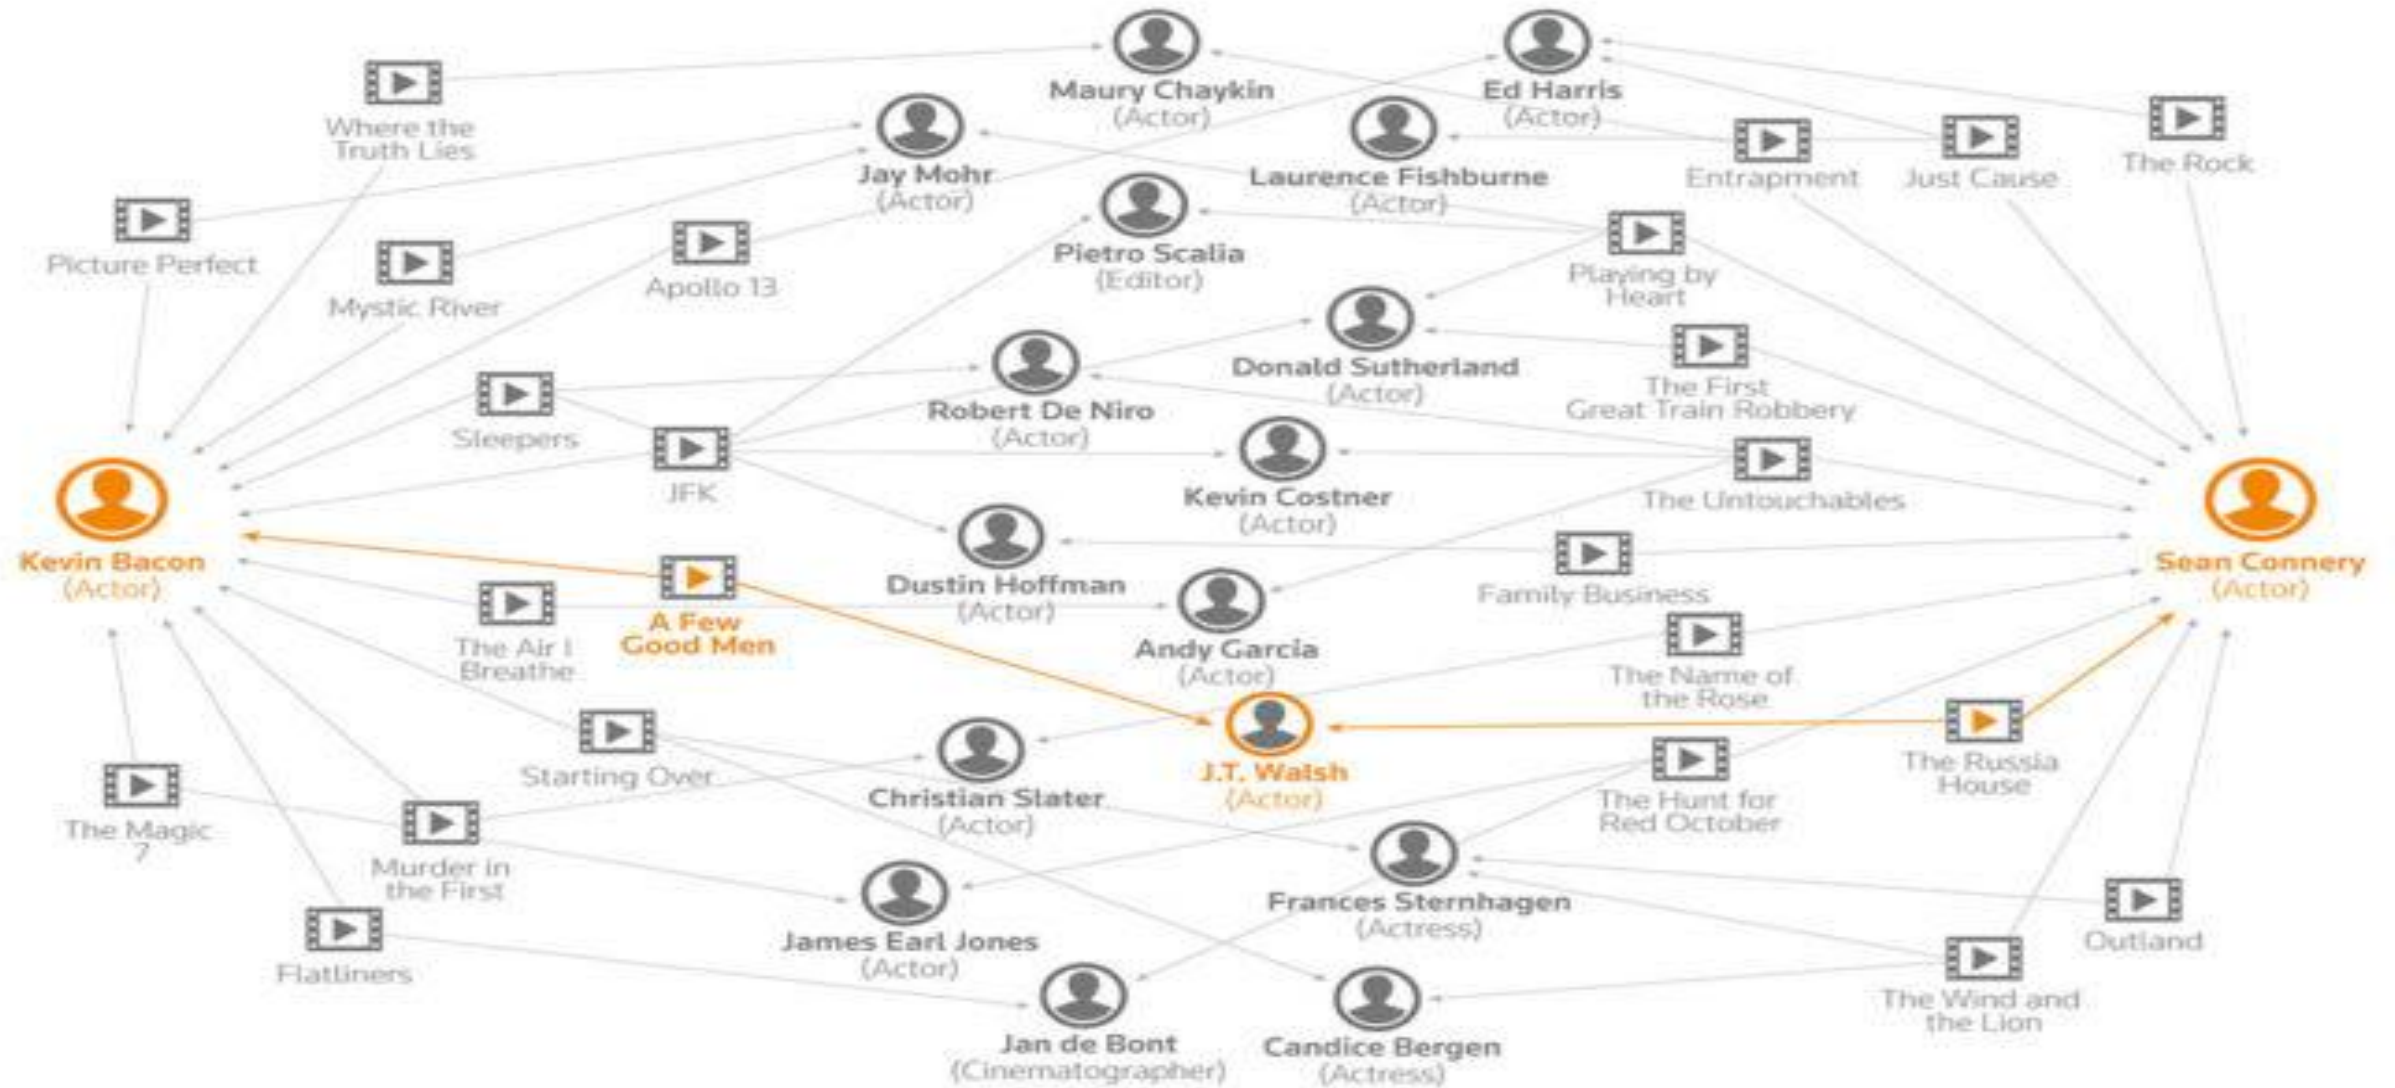 Maury Chaykin
(Actor)
Ed Harris
(Actor)
Where the
Truth Lies
Jay Mohr
(Actor)
Laurence Fishburne
(Actor)
Entrapment
Just Cause
The Rock
Picture Perfect
Mystic River
Apollo 13
Pietro Scalia
(Editor)
Playing by
Heart
Donald Sutherland
(Actor)
The First
Great Train Robbery
Sleepers
Robert De Niro
(Actor)
JFK
Kevin Costner
(Actor)
The Untouchables
Kevin Bacon
(Actor)
Sean Connery
(Actor)
Dustin Hoffman
(Actor)
Family Business
A Few
Good Men
The Air I
Breathe
Andy Garcia
(Actor)
The Name of
the Rose
Starting Over
Christian Slater
(Actor)
J.T. Walsh
(Actor)
The Hunt for
Red October
The Russia
House
The Magic
7
Murder in
the First
Frances Sternhagen
(Actress)
James Earl Jones
(Actor)
Outland
Flatliners
Jan de Bont
(Cinematographer)
Candice Bergen
(Actress)
The Wind and
the Lion